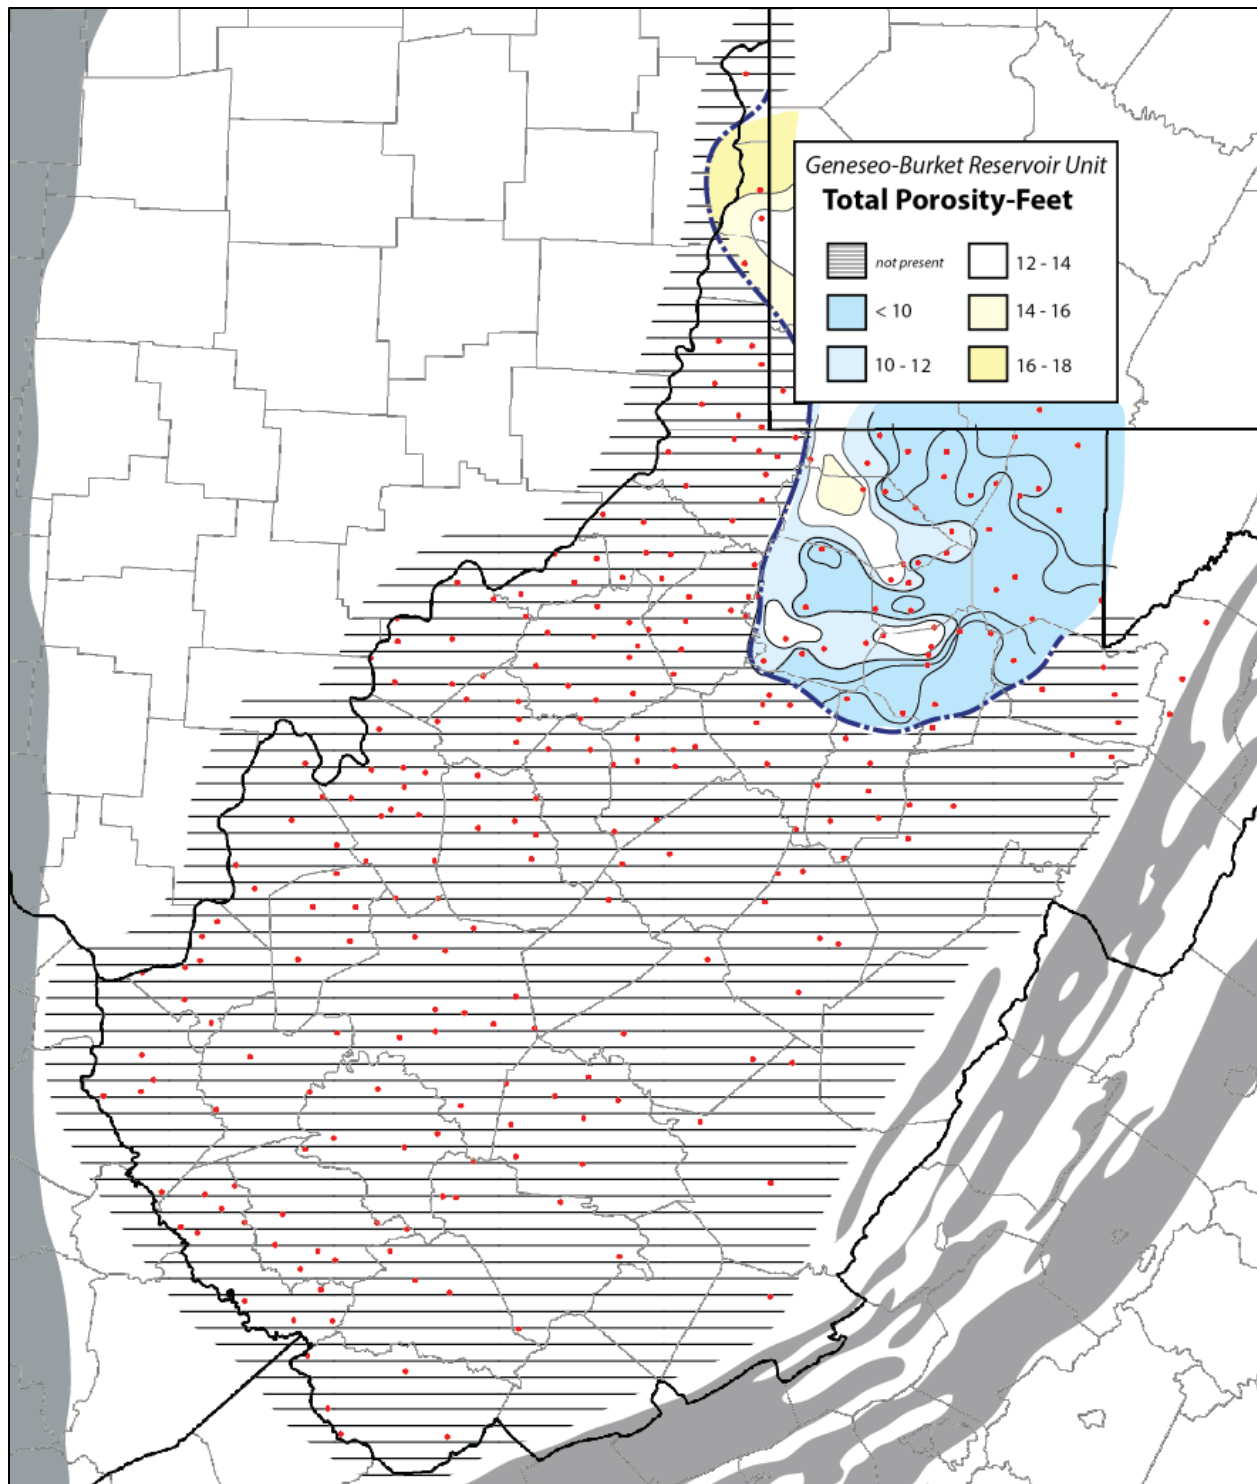 Geneseo-Burket Reservoir Unit
Total Porosity-Feet
not present
12 - 14
< 10
14 - 16
10 - 12
16 - 18